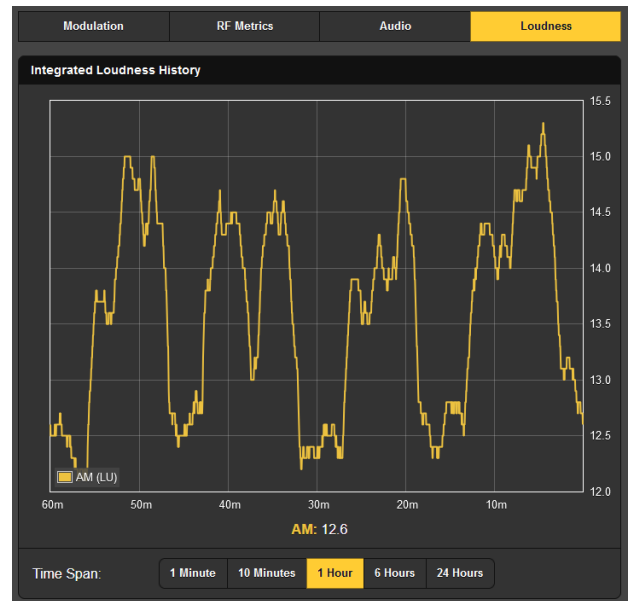 Modulation RF Metrics Audio Loudness
Integrated Loudness History
15.5
15.0
14.5
14.0
13.5
13.0
12.5
12.0
AM (LU)
60m 50m 40m 30m 20m 10m
AM: 12.6
Time Span: 1 Minute 10 Minutes 1 Hour 6 Hours 24 Hours